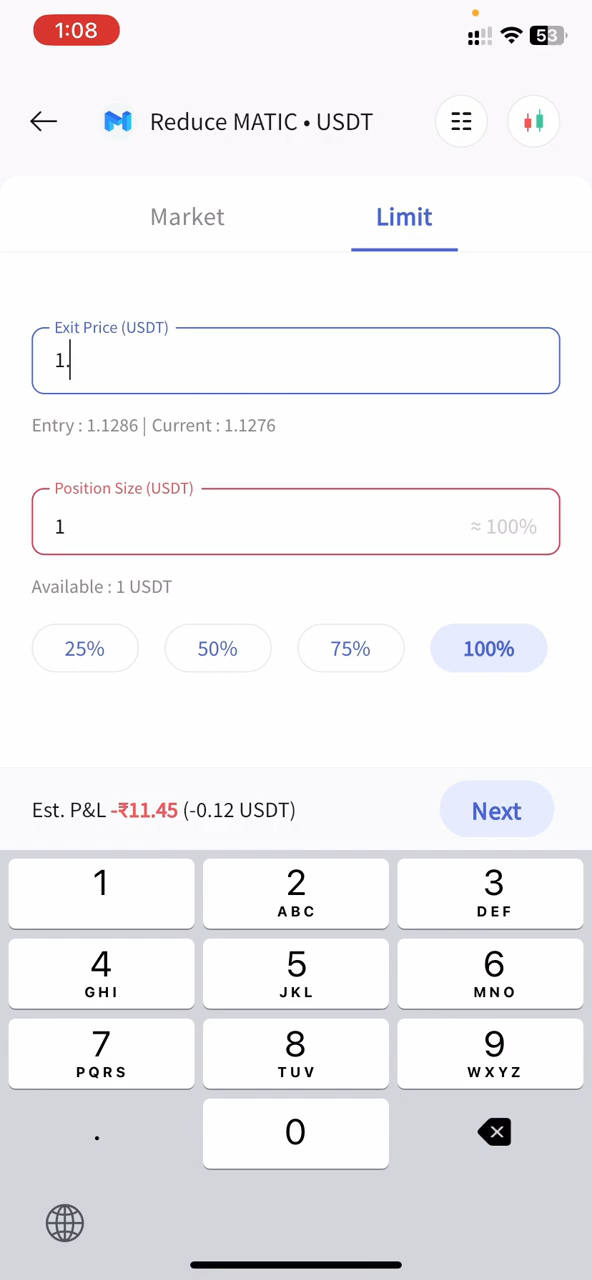 1:08
53
Reduce MATIC • USDT
Market
Limit
Exit Price (USDT)
1.
Entry : 1.1286 | Current : 1.1276
Position Size (USDT)
1
≈ 100%
Available : 1 USDT
25%
50%
75%
100%
Est. P&L -₹11.45 (-0.12 USDT)
Next
1
2
3
ABC
DEF
4
5
6
GHI
JKL
MNO
7
8
9
PQRS
TUV
WXYZ
.
0